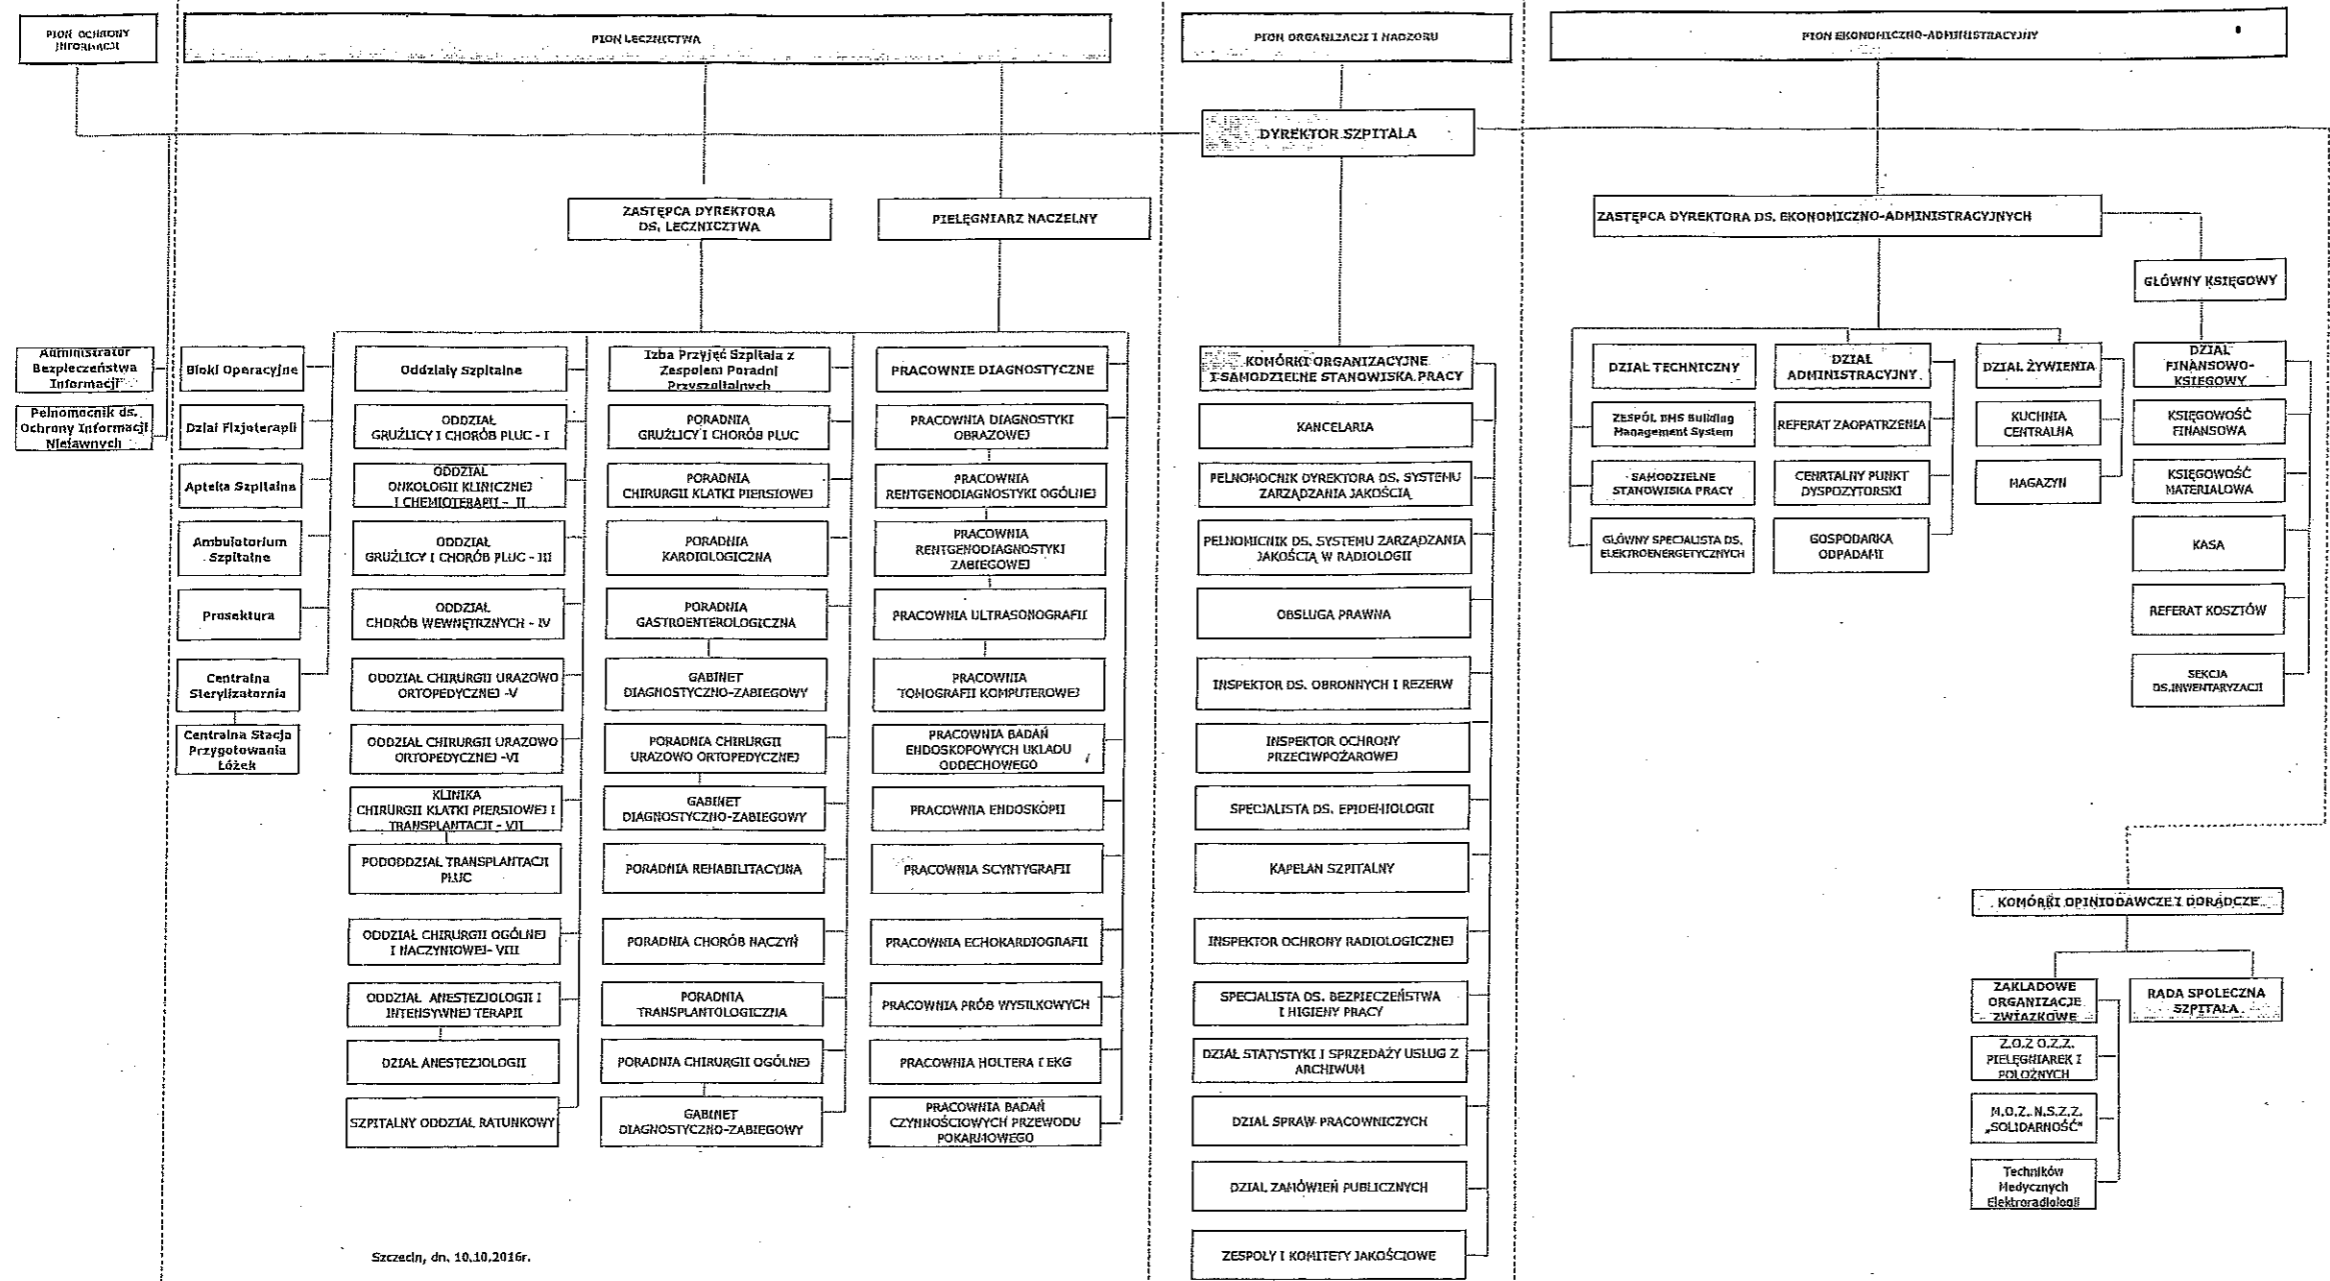 PION OCHRONY
INFORMACJI
PION LECZNICTWA
PION ORGANIZACJI I NADZORU
PION EKONOMICZNO-ADMINISTRACYJNY
DYREKTOR SZPITALA
ZASTĘPCA DYREKTORA
DS. LECZNICZTWA
PIELĘGNIARZ NACZELNY
ZASTĘPCA DYREKTORA DS. EKONOMICZNO-ADMINISTRACYJNYCH
GŁÓWNY KSIĘGOWY
Administrator
Bezpieczeństwa
Informacji
Pełnomocnik ds.
Ochrony Informacji
Niejawnych
Bloki Operacyjne
Dział Fizjoterapii
Apteka Szpitalna
Ambulatorium
Szpitalne
Prosektura
Centralna
Sterylizatornia
Centralna Stacja
Przygotowania
Łóżek
Oddziały Szpitalne
ODDZIAŁ
GRUŹLICY I CHORÓB PŁUC - I
ODDZIAŁ
ONKOLOGII KLINICZNEJ
I CHEMIOTERAPII - II
ODDZIAŁ
GRUŹLICY I CHORÓB PŁUC - III
ODDZIAŁ
CHORÓB WEWNĘTRZNYCH - IV
ODDZIAŁ CHIRURGII URAZOWO
ORTOPEDYCZNEJ -V
ODDZIAŁ CHIRURGII URAZOWO
ORTOPEDYCZNEJ -VI
KLINIKA
CHIRURGII KLATKI PIERSIOWEJ I
TRANSPLANTACJI - VII
PODODDZIAŁ TRANSPLANTACJI
PŁUC
ODDZIAŁ CHIRURGII OGÓLNEJ
I NACZYNIOWEJ- VIII
ODDZIAŁ ANESTEZJOLOGII I
INTENSYWNEJ TERAPII
DZIAŁ ANESTEZJOLOGII
SZPITALNY ODDZIAŁ RATUNKOWY
Izba Przyjęć Szpitala z
Zespołem Poradni
Przyszpitalnych
PORADNIA
GRUŹLICY I CHORÓB PŁUC
PORADNIA
CHIRURGII KLATKI PIERSIOWEJ
PORADNIA
KARDIOLOGICZNA
PORADNIA
GASTROENTEROLOGICZNA
GABINET
DIAGNOSTYCZNO-ZABIEGOWY
PORADNIA CHIRURGII
URAZOWO ORTOPEDYCZNEJ
GABINET
DIAGNOSTYCZNO-ZABIEGOWY
PORADNIA REHABILITACYJNA
PORADNIA CHORÓB NACZYŃ
PORADNIA
TRANSPLANTOLOGICZNA
PORADNIA CHIRURGII OGÓLNEJ
GABINET
DIAGNOSTYCZNO-ZABIEGOWY
PRACOWNIE DIAGNOSTYCZNE
PRACOWNIA DIAGNOSTYKI
OBRAZOWEJ
PRACOWNIA
RENTGENODIAGNOSTYKI OGÓLNEJ
PRACOWNIA
RENTGENODIAGNOSTYKI
ZABIEGOWEJ
PRACOWNIA ULTRASONOGRAFII
PRACOWNIA
TOMOGRAFII KOMPUTEROWEJ
PRACOWNIA BADAŃ
ENDOSKOPOWYCH UKŁADU
ODDECHOWEGO
PRACOWNIA ENDOSKOPII
PRACOWNIA SCYNTYGRAFII
PRACOWNIA ECHOKARDIOGRAFII
PRACOWNIA PRÓB WYSIŁKOWYCH
PRACOWNIA HOLTERA I EKG
PRACOWNIA BADAŃ
CZYNNOŚCIOWYCH PRZEWODU
POKARMOWEGO
KOMÓRKI ORGANIZACYJNE
I SAMODZIELNE STANOWISKA PRACY
KANCELARIA
PEŁNOMOCNIK DYREKTORA DS. SYSTEMU
ZARZĄDZANIA JAKOŚCIĄ
PEŁNOMICNIK DS. SYSTEMU ZARZĄDZANIA
JAKOŚCIĄ W RADIOLOGII
OBSŁUGA PRAWNA
INSPEKTOR DS. OBRONNYCH I REZERW
INSPEKTOR OCHRONY
PRZECIWPOŻAROWEJ
SPECJALISTA DS. EPIDEMIOLOGII
KAPELAN SZPITALNY
INSPEKTOR OCHRONY RADIOLOGICZNEJ
SPECJALISTA DS. BEZPIECZEŃSTWA
I HIGIENY PRACY
DZIAŁ STATYSTYKI I SPRZEDAŻY USŁUG Z
ARCHIWUM
DZIAŁ SPRAW PRACOWNICZYCH
DZIAŁ ZAMÓWIEŃ PUBLICZNYCH
ZESPOŁY I KOMITETY JAKOŚCIOWE
DZIAŁ TECHNICZNY
ZESPÓŁ BMS Building
Management System
SAMODZIELNE
STANOWISKA PRACY
GŁÓWNY SPECJALISTA DS.
ELEKTROENERGETYCZNYCH
DZIAŁ
ADMINISTRACYJNY
REFERAT ZAOPATRZENIA
CENRTALNY PUNKT
DYSPOZYTORSKI
GOSPODARKA
ODPADAMI
DZIAŁ ŻYWIENIA
KUCHNIA
CENTRALNA
MAGAZYN
DZIAŁ
FINANSOWO-
KSIĘGOWY
KSIĘGOWOŚĆ
FINANSOWA
KSIĘGOWOŚĆ
MATERIAŁOWA
KASA
REFERAT KOSZTÓW
SEKCJA
DS.INWENTARYZACJI
KOMÓRKI OPINIODAWCZE I DORADCZE
ZAKŁADOWE
ORGANIZACJE
ZWIĄZKOWE
RADA SPOŁECZNA
SZPITALA
Z.O.Z O.Z.Z.
PIELĘGNIAREK I
POŁOŻNYCH
M.O.Z. N.S.Z.Z.
„SOLIDARNOŚĆ"
Techników
Medycznych
Elektroradiologii
Szczecin, dn. 10.10.2016r.